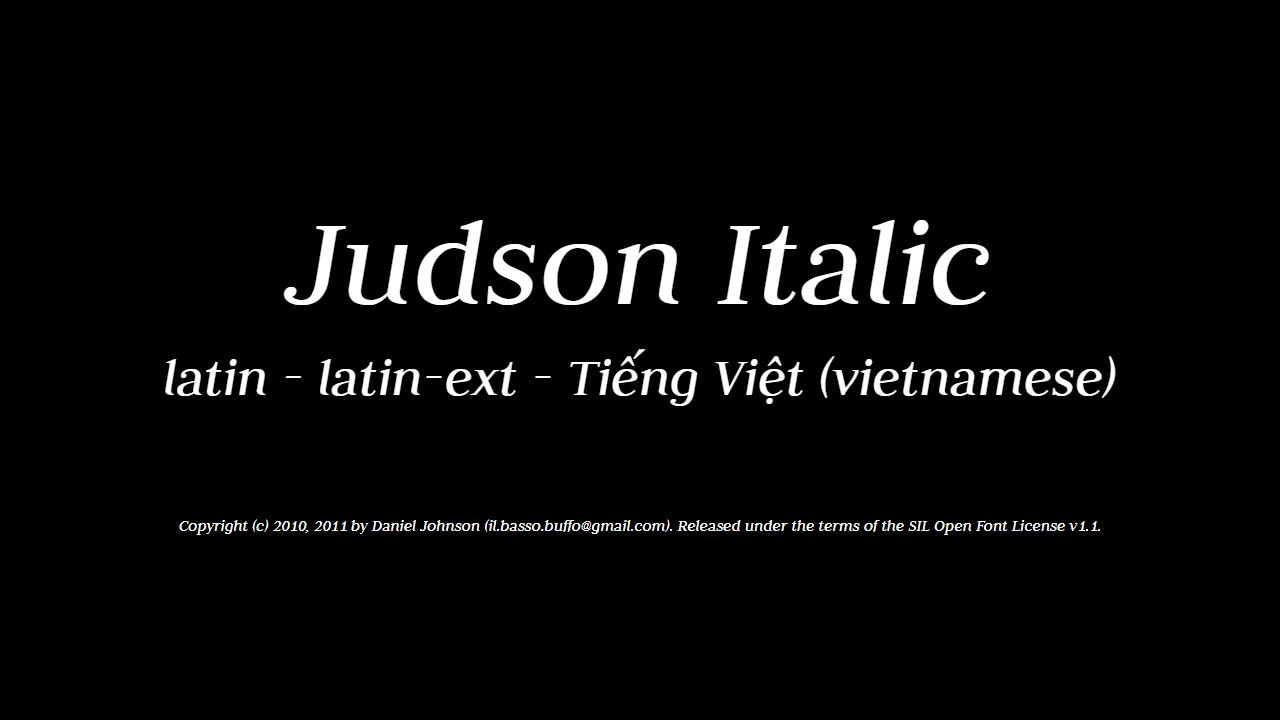 Judson Italic
latin - latin-ext - Tiếng Việt (vietnamese)
Copyright (c) 2010, 2011 by Daniel Johnson (il.basso.buffo@gmail.com). Released under the terms of the SIL Open Font License v1.1.